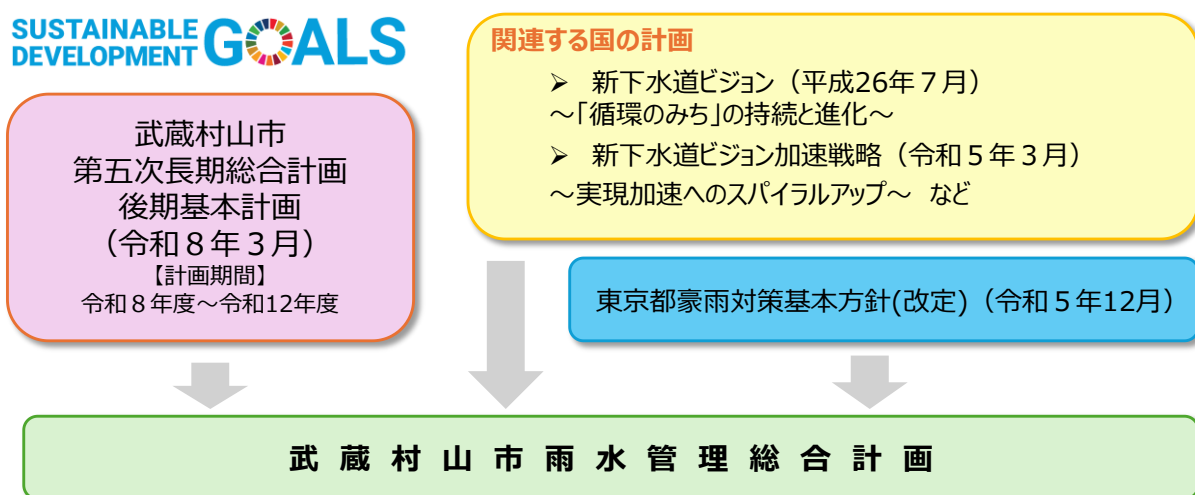 SUSTAINABLE
DEVELOPMENT
GOALS
武蔵村山市
第五次長期総合計画
後期基本計画
（令和８年３月）
【計画期間】
令和８年度～令和12年度
関連する国の計画
➢ 新下水道ビジョン（平成26年７月）
～「循環のみち」の持続と進化～
➢ 新下水道ビジョン加速戦略（令和５年３月）
～実現加速へのスパイラルアップ～ など
東京都豪雨対策基本方針(改定)（令和５年12月）
武蔵村山市雨水管理総合計画